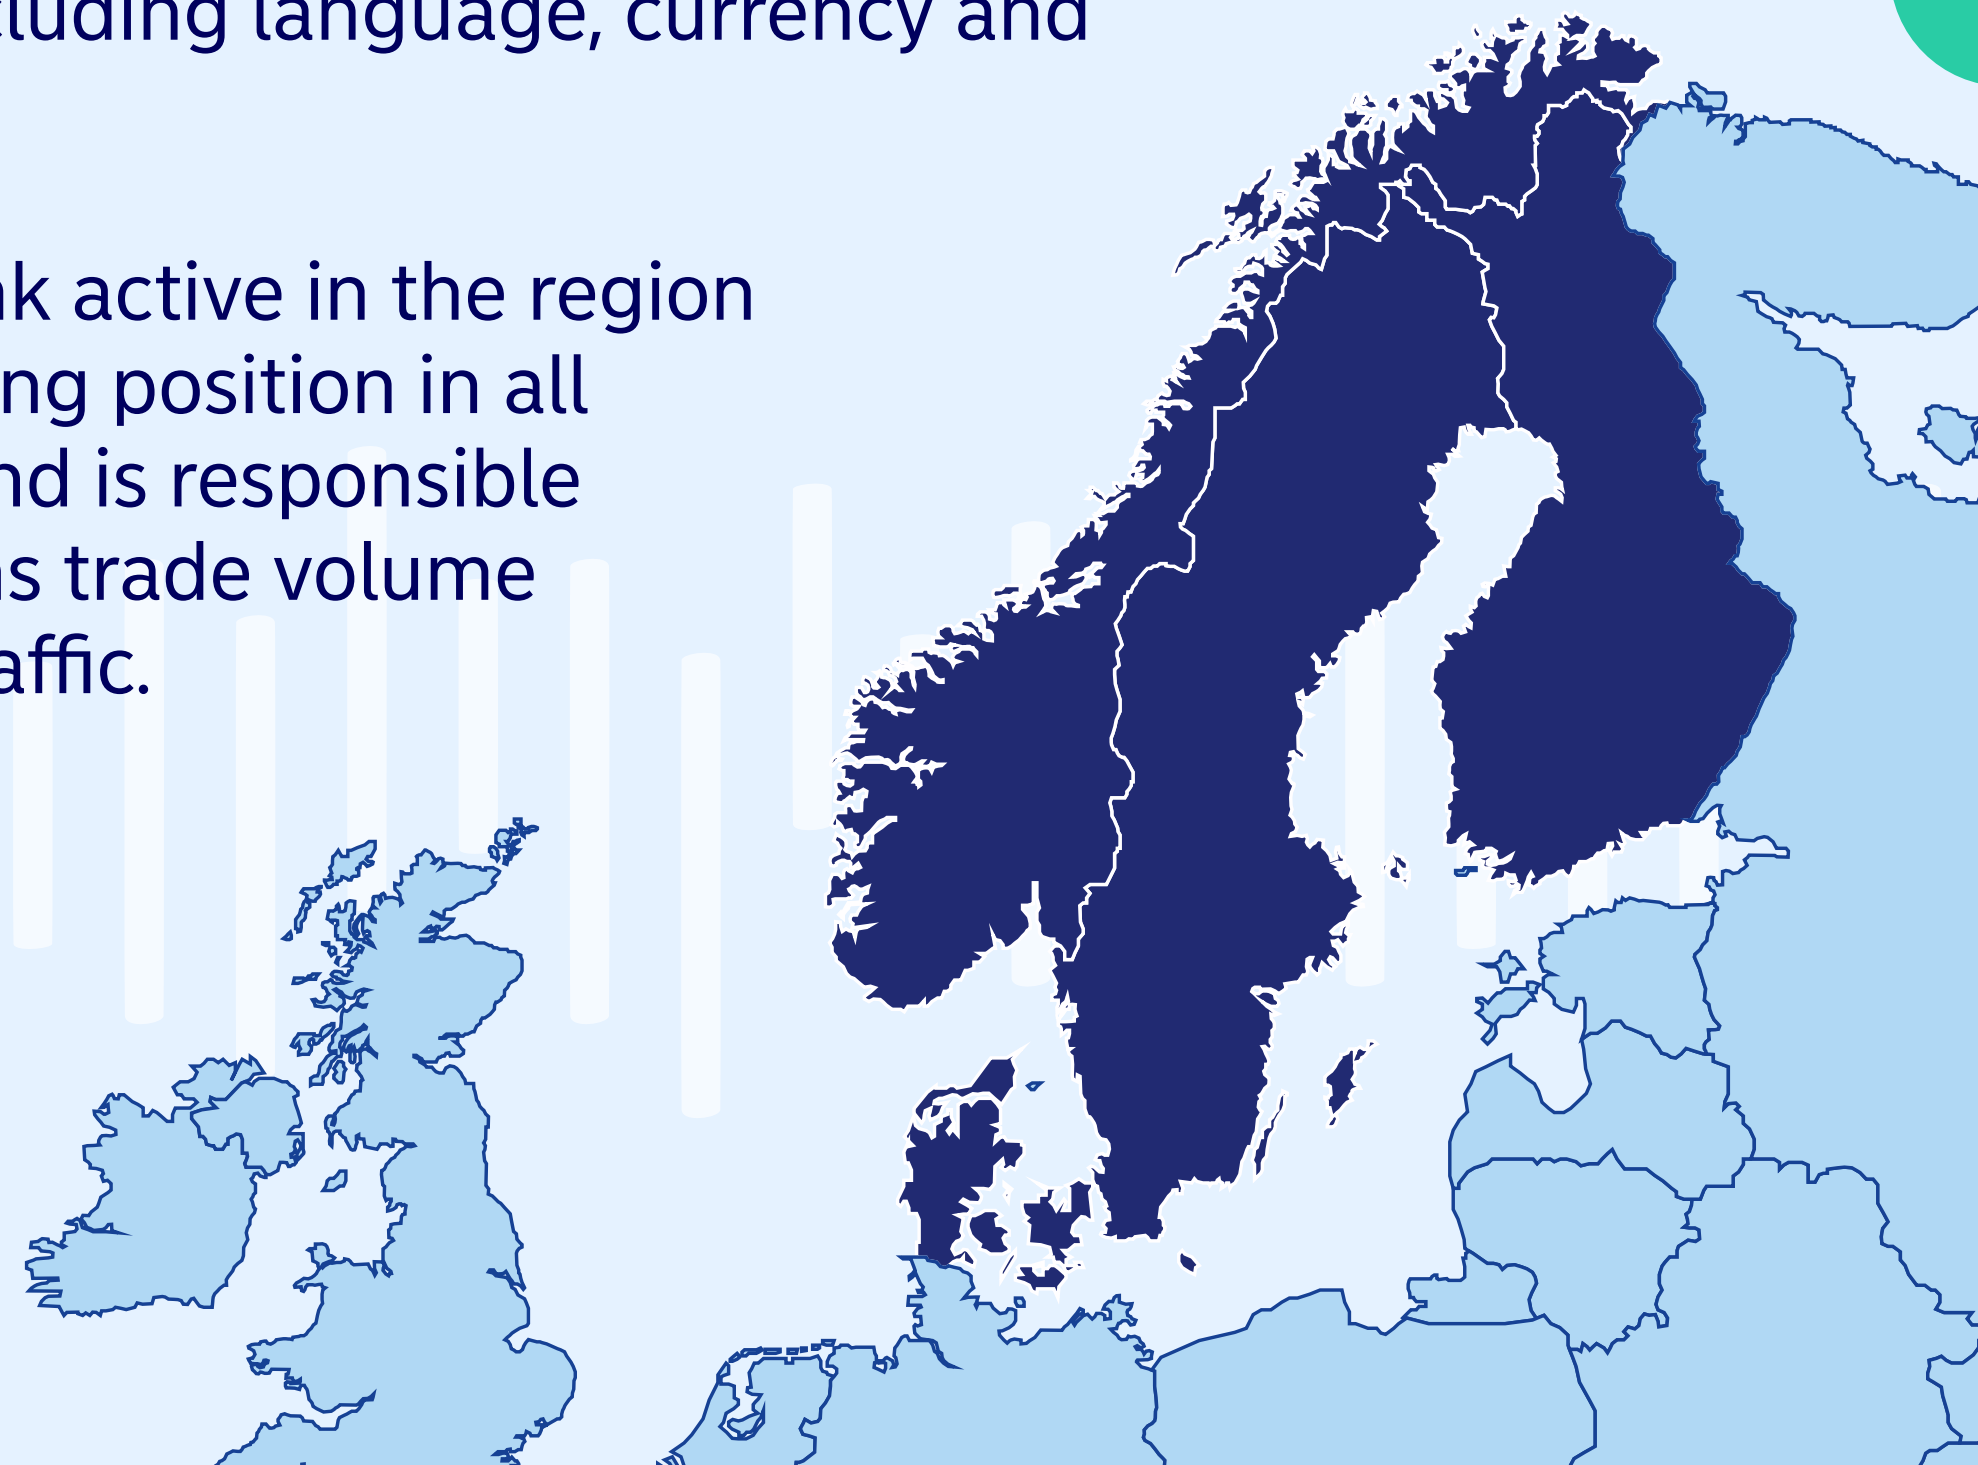 cluding language, currency and
nk active in the region
ng position in all
nd is responsible
ns trade volume
affic.